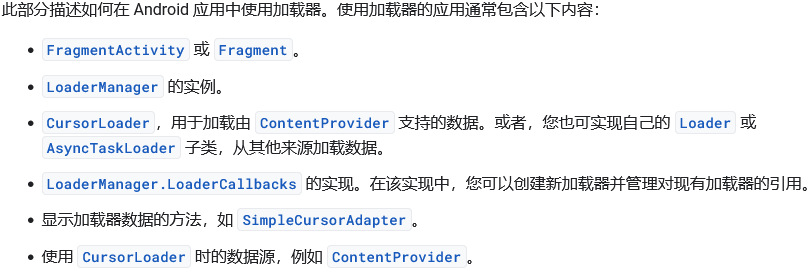 此部分描述如何在 Android 应用中使用加载器。使用加载器的应用通常包含以下内容：
• FragmentActivity 或 Fragment 。
• LoaderManager 的实例。
• CursorLoader ，用于加载由 ContentProvider 支持的数据。或者，您也可实现自己的 Loader 或
AsyncTaskLoader 子类，从其他来源加载数据。
• LoaderManager.LoaderCallbacks 的实现。在该实现中，您可以创建新加载器并管理对现有加载器的引用。
• 显示加载器数据的方法，如 SimpleCursorAdapter 。
• 使用 CursorLoader 时的数据源，例如 ContentProvider 。